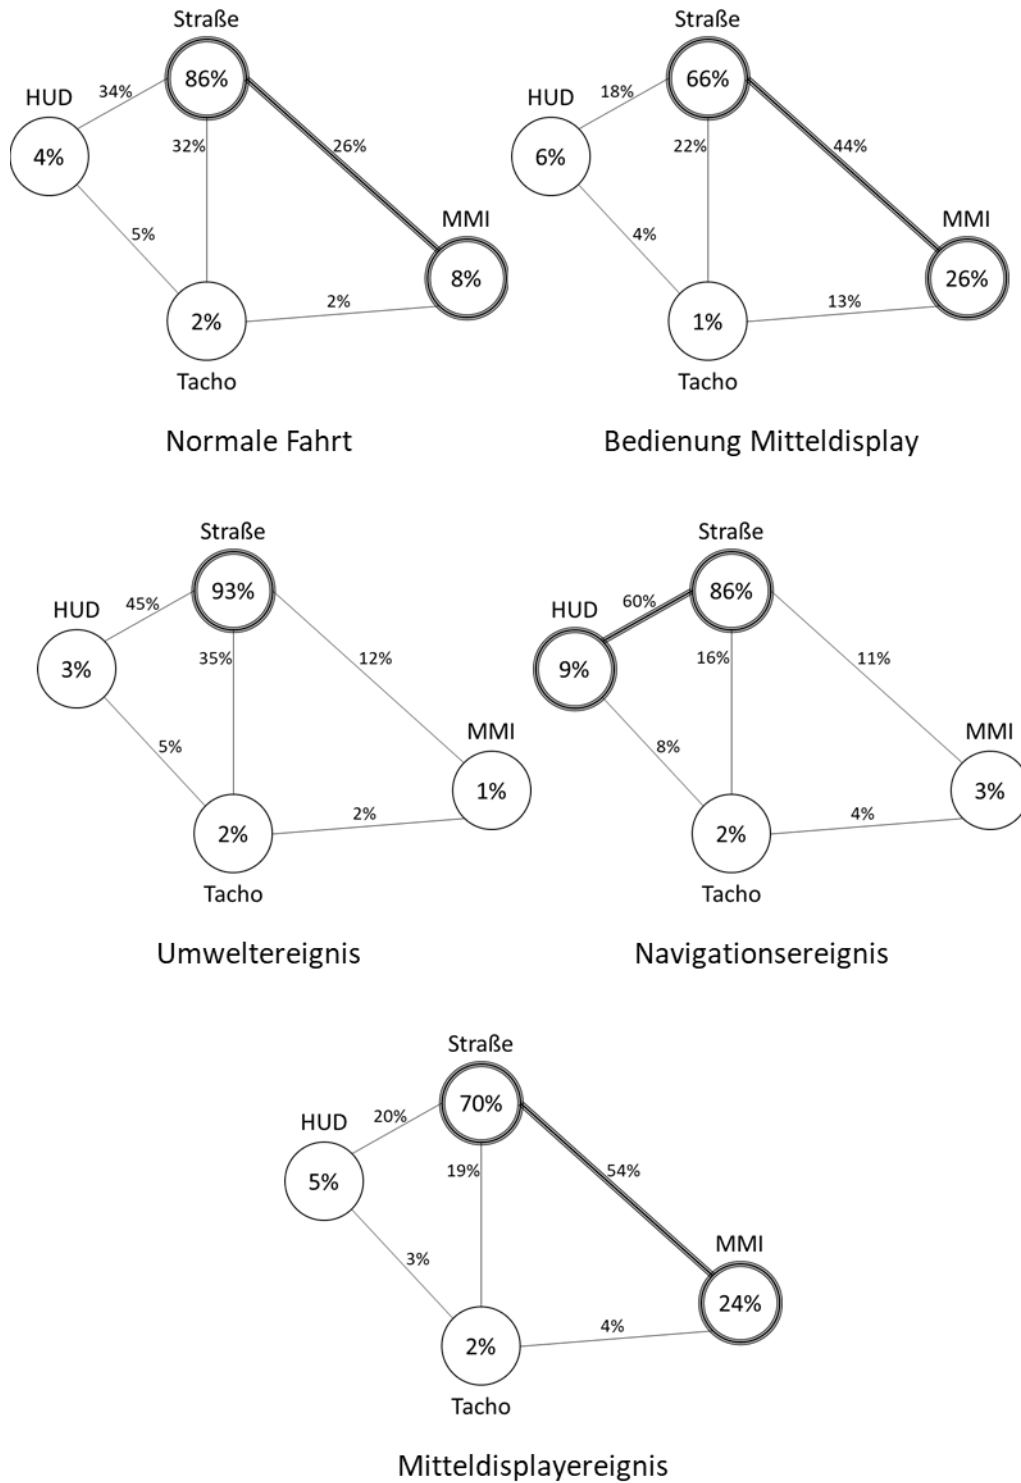 Straße
86%
HUD
34%
4%
32%
26%
5%
MMI
8%
2%
2%
Tacho
Normale Fahrt
Straße
66%
HUD
18%
6%
22%
44%
4%
MMI
26%
13%
1%
Tacho
Bedienung Mitteldisplay
Straße
93%
HUD
45%
3%
35%
12%
5%
MMI
1%
2%
2%
Tacho
Umweltereignis
Straße
86%
HUD
60%
9%
16%
11%
8%
MMI
3%
4%
2%
Tacho
Navigationsereignis
Straße
70%
HUD
20%
5%
19%
54%
3%
MMI
24%
4%
2%
Tacho
Mitteldisplayereignis